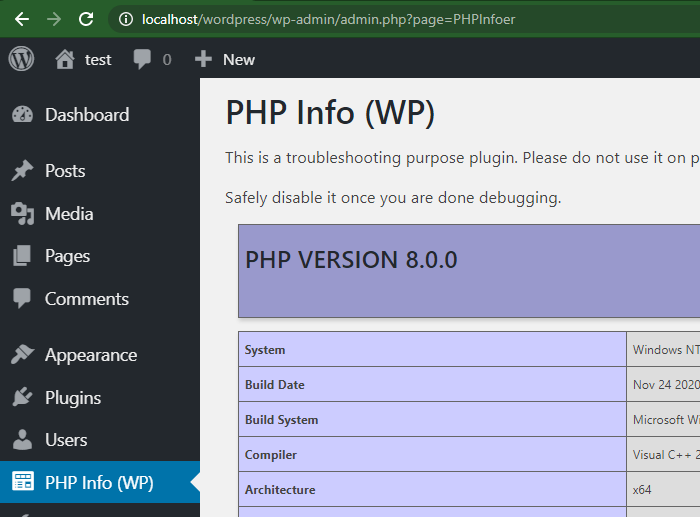 localhost/wordpress/wp-admin/admin.php?page=PHPInfoer
test 0 New
Dashboard
Posts
Media
Pages
Comments
Appearance
Plugins
Users
PHP Info (WP)
PHP Info (WP)
This is a troubleshooting purpose plugin. Please do not use it on p
Safely disable it once you are done debugging.
PHP VERSION 8.0.0
System Windows NT
Build Date Nov 24 2020
Build System Microsoft Wi
Compiler Visual C++ 2
Architecture x64